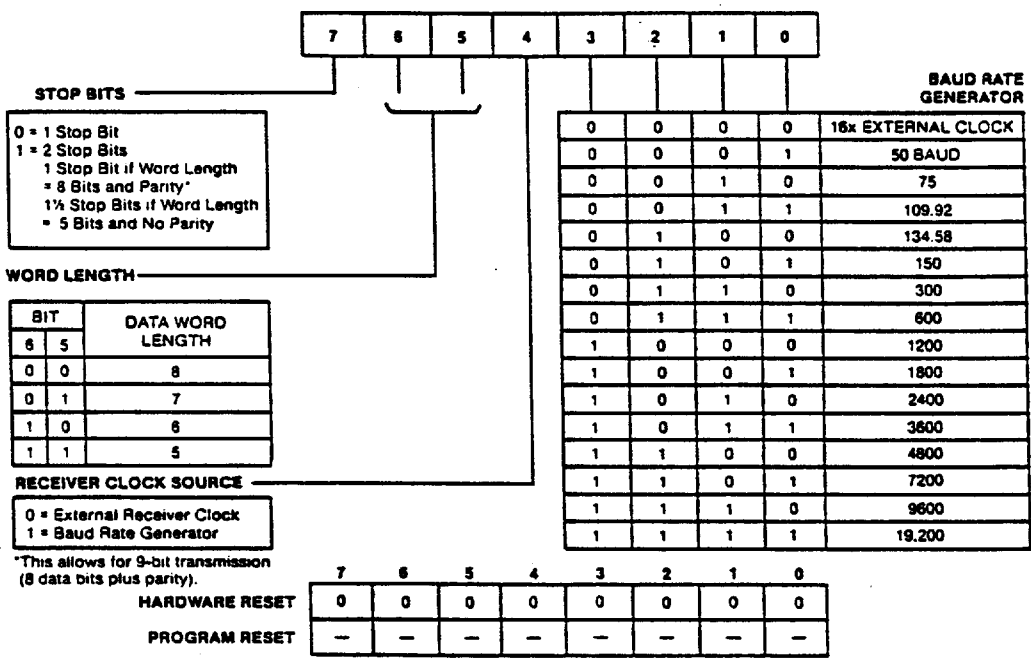 7 6 5 4 3 2 1 0
STOP BITS
0 = 1 Stop Bit
1 = 2 Stop Bits
1 Stop Bit if Word Length
= 8 Bits and Parity*
1½ Stop Bits if Word Length
= 5 Bits and No Parity
WORD LENGTH
BIT DATA WORD LENGTH
6 5
0 0 8
0 1 7
1 0 6
1 1 5
RECEIVER CLOCK SOURCE
0 = External Receiver Clock
1 = Baud Rate Generator
*This allows for 9-bit transmission
(8 data bits plus parity).
BAUD RATE
GENERATOR
0 0 0 0 16x EXTERNAL CLOCK
0 0 0 1 50 BAUD
0 0 1 0 75
0 0 1 1 109.92
0 1 0 0 134.58
0 1 0 1 150
0 1 1 0 300
0 1 1 1 600
1 0 0 0 1200
1 0 0 1 1800
1 0 1 0 2400
1 0 1 1 3600
1 1 0 0 4800
1 1 0 1 7200
1 1 1 0 9600
1 1 1 1 19.200
7 6 5 4 3 2 1 0
HARDWARE RESET 0 0 0 0 0 0 0 0
PROGRAM RESET — — — — — — — —